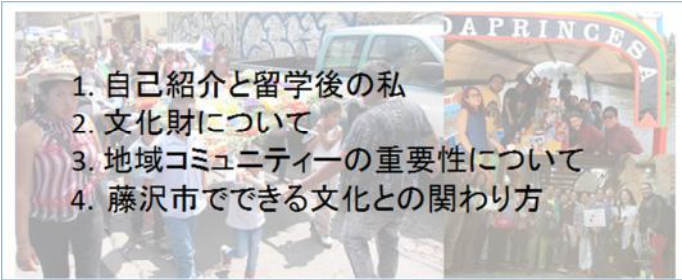 DAPRINCESA
1. 自己紹介と留学後の私
2. 文化財について
3. 地域コミュニティーの重要性について
4. 藤沢市でできる文化との関わり方